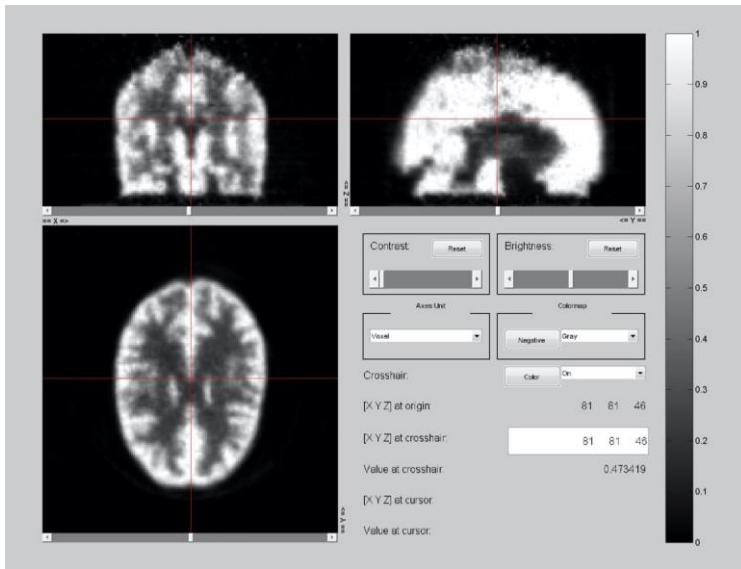 == X =>
== Z =>
<= Y ==
== Y =>
Contrast:
Reset
Brightness:
Reset
Axes Unit
Voxel
Colormap
Negative
Gray
Crosshair:
Color
On
[X Y Z] at origin:
81 81 46
[X Y Z] at crosshair:
81 81 46
Value at crosshair:
0.473419
[X Y Z] at cursor:
Value at cursor:
1
0.9
0.8
0.7
0.6
0.5
0.4
0.3
0.2
0.1
0